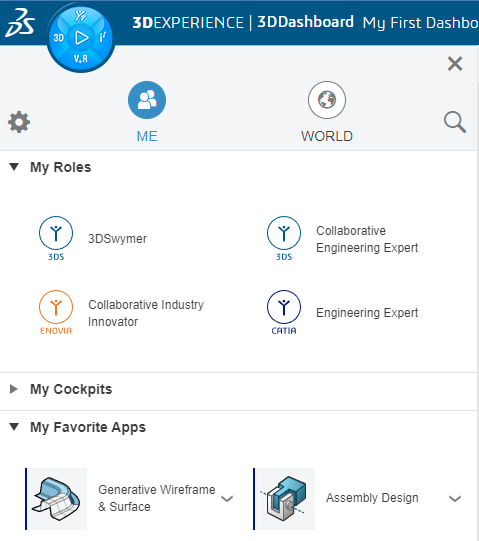 3DEXPERIENCE | 3DDashboard My First Dashbo
3D
V.R
ME
WORLD
My Roles
3DSwymer
3DS
Collaborative
Engineering Expert
3DS
Collaborative Industry
Innovator
ENOVIA
Engineering Expert
CATIA
My Cockpits
My Favorite Apps
Generative Wireframe
& Surface
Assembly Design